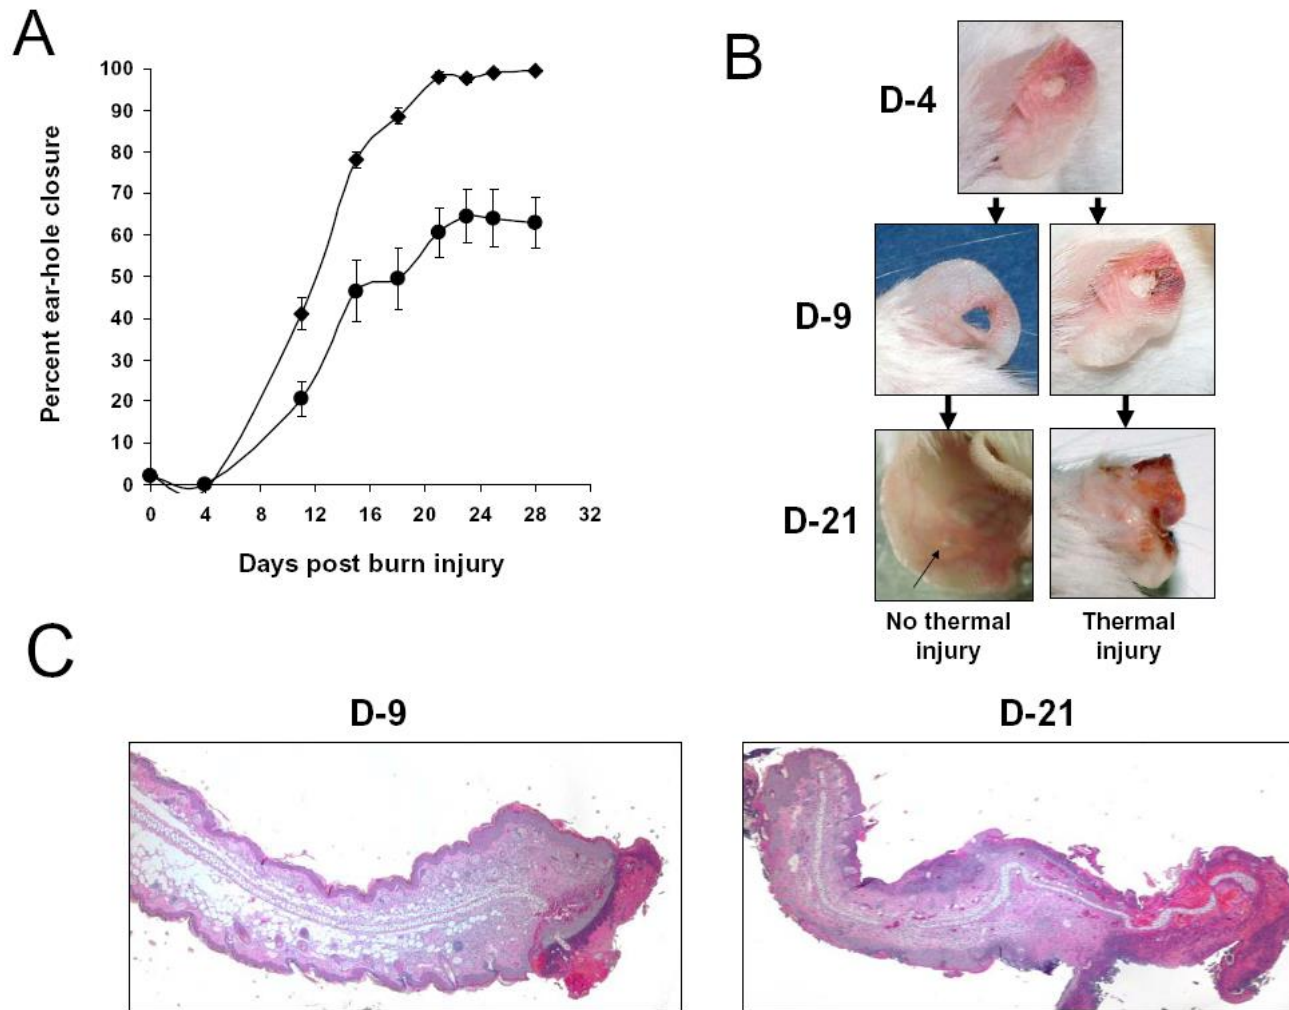 A
100
90
80
70
60
50
40
30
20
10
0
0 4 8 12 16 20 24 28 32
Percent ear-hole closure
Days post burn injury
B
D-4
D-9
D-21
No thermal
injury
Thermal
injury
C
D-9
D-21